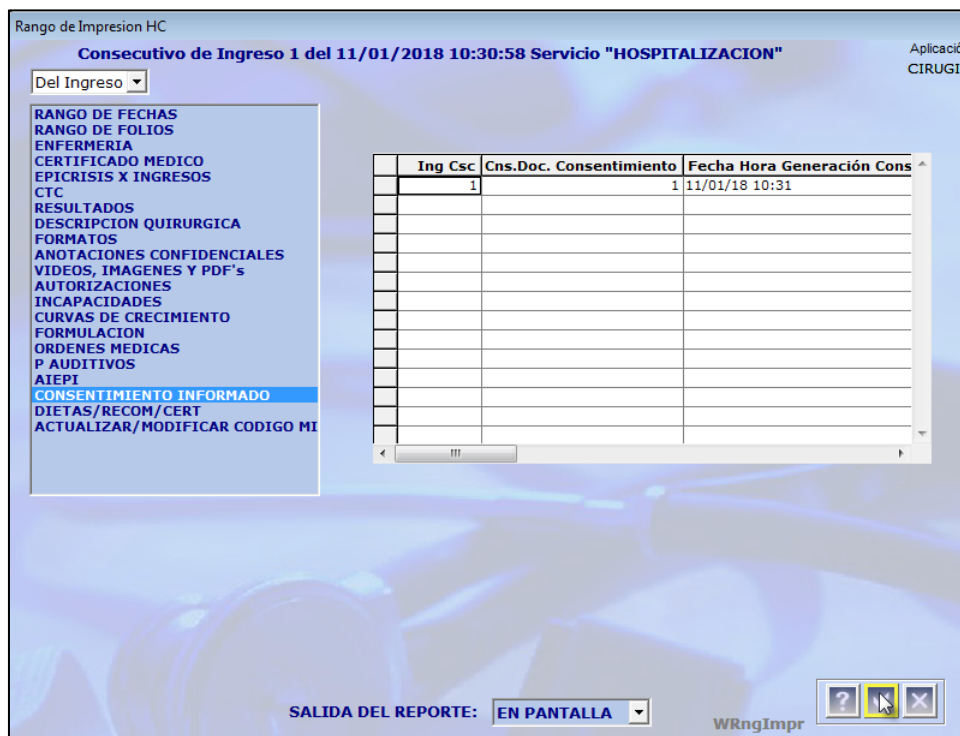 Rango de Impresion HC
Consecutivo de Ingreso 1 del 11/01/2018 10:30:58 Servicio "HOSPITALIZACION"
Aplicació
CIRUGI
Del Ingreso
RANGO DE FECHAS
RANGO DE FOLIOS
ENFERMERIA
CERTIFICADO MEDICO
EPICRISIS X INGRESOS
CTC
RESULTADOS
DESCRIPCION QUIRURGICA
FORMATOS
ANOTACIONES CONFIDENCIALES
VIDEOS, IMAGENES Y PDF's
AUTORIZACIONES
INCAPACIDADES
CURVAS DE CRECIMIENTO
FORMULACION
ORDENES MEDICAS
P AUDITIVOS
AIEPI
CONSENTIMIENTO INFORMADO
DIETAS/RECOM/CERT
ACTUALIZAR/MODIFICAR CODIGO MI
Ing Csc Cns.Doc. Consentimiento Fecha Hora Generación Cons
1 1 11/01/18 10:31
SALIDA DEL REPORTE: EN PANTALLA
WRngImpr
?